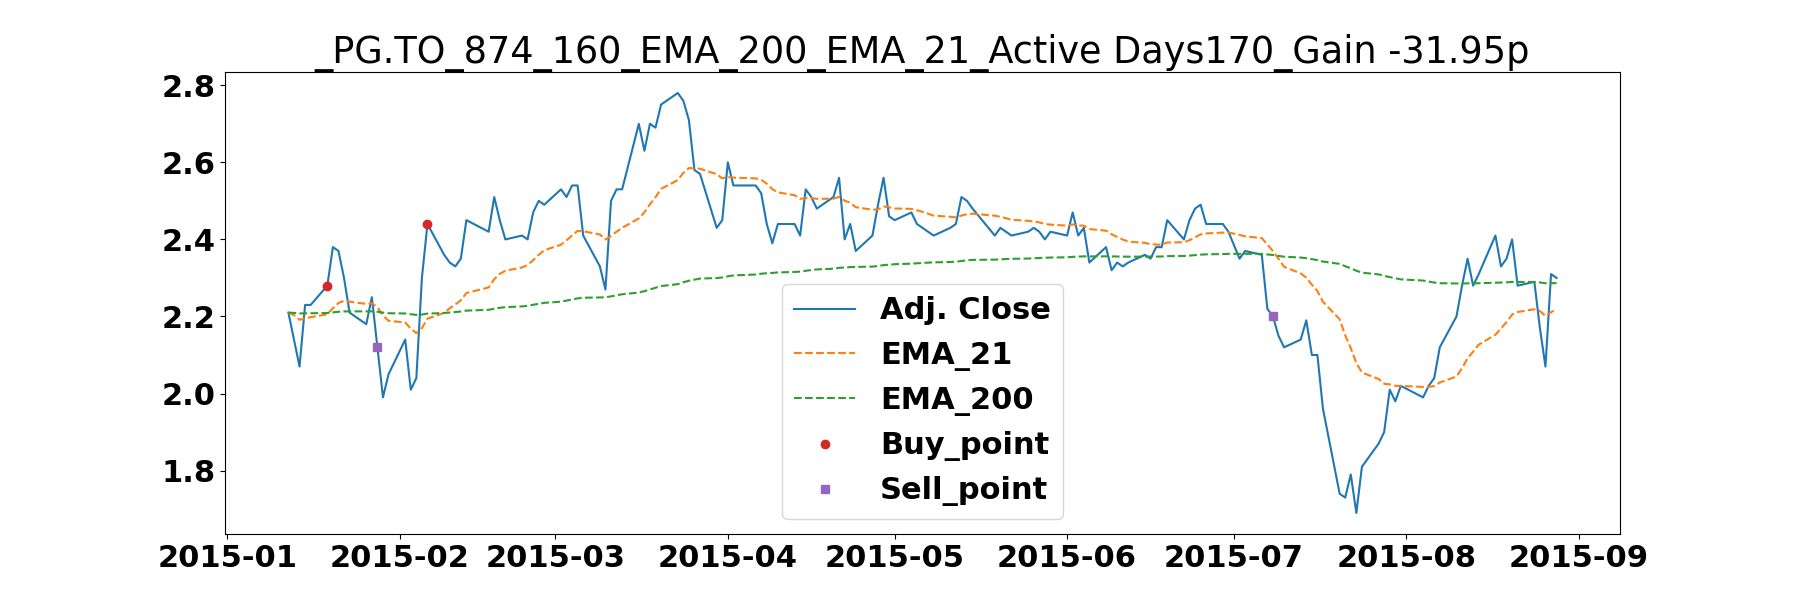 _PG.TO_874_160_EMA_200_EMA_21_Active Days170_Gain -31.95p
2.8
2.6
2.4
2.2
2.0
1.8
Adj. Close
EMA_21
EMA_200
Buy_point
Sell_point
2015-01 2015-02 2015-03 2015-04 2015-05 2015-06 2015-07 2015-08 2015-09